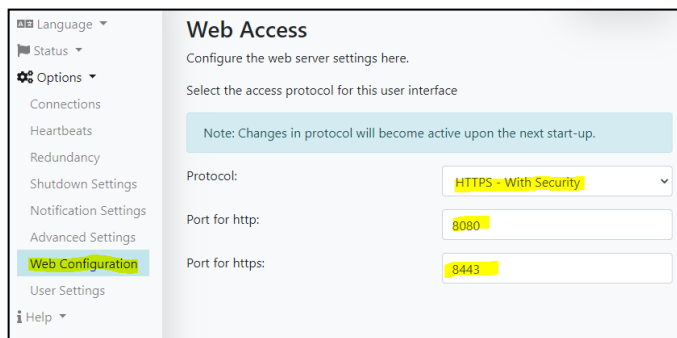 Language
Status
Options
Connections
Heartbeats
Redundancy
Shutdown Settings
Notification Settings
Advanced Settings
Web Configuration
User Settings
Help
Web Access
Configure the web server settings here.
Select the access protocol for this user interface
Note: Changes in protocol will become active upon the next start-up.
Protocol:
HTTPS - With Security
Port for http:
8080
Port for https:
8443